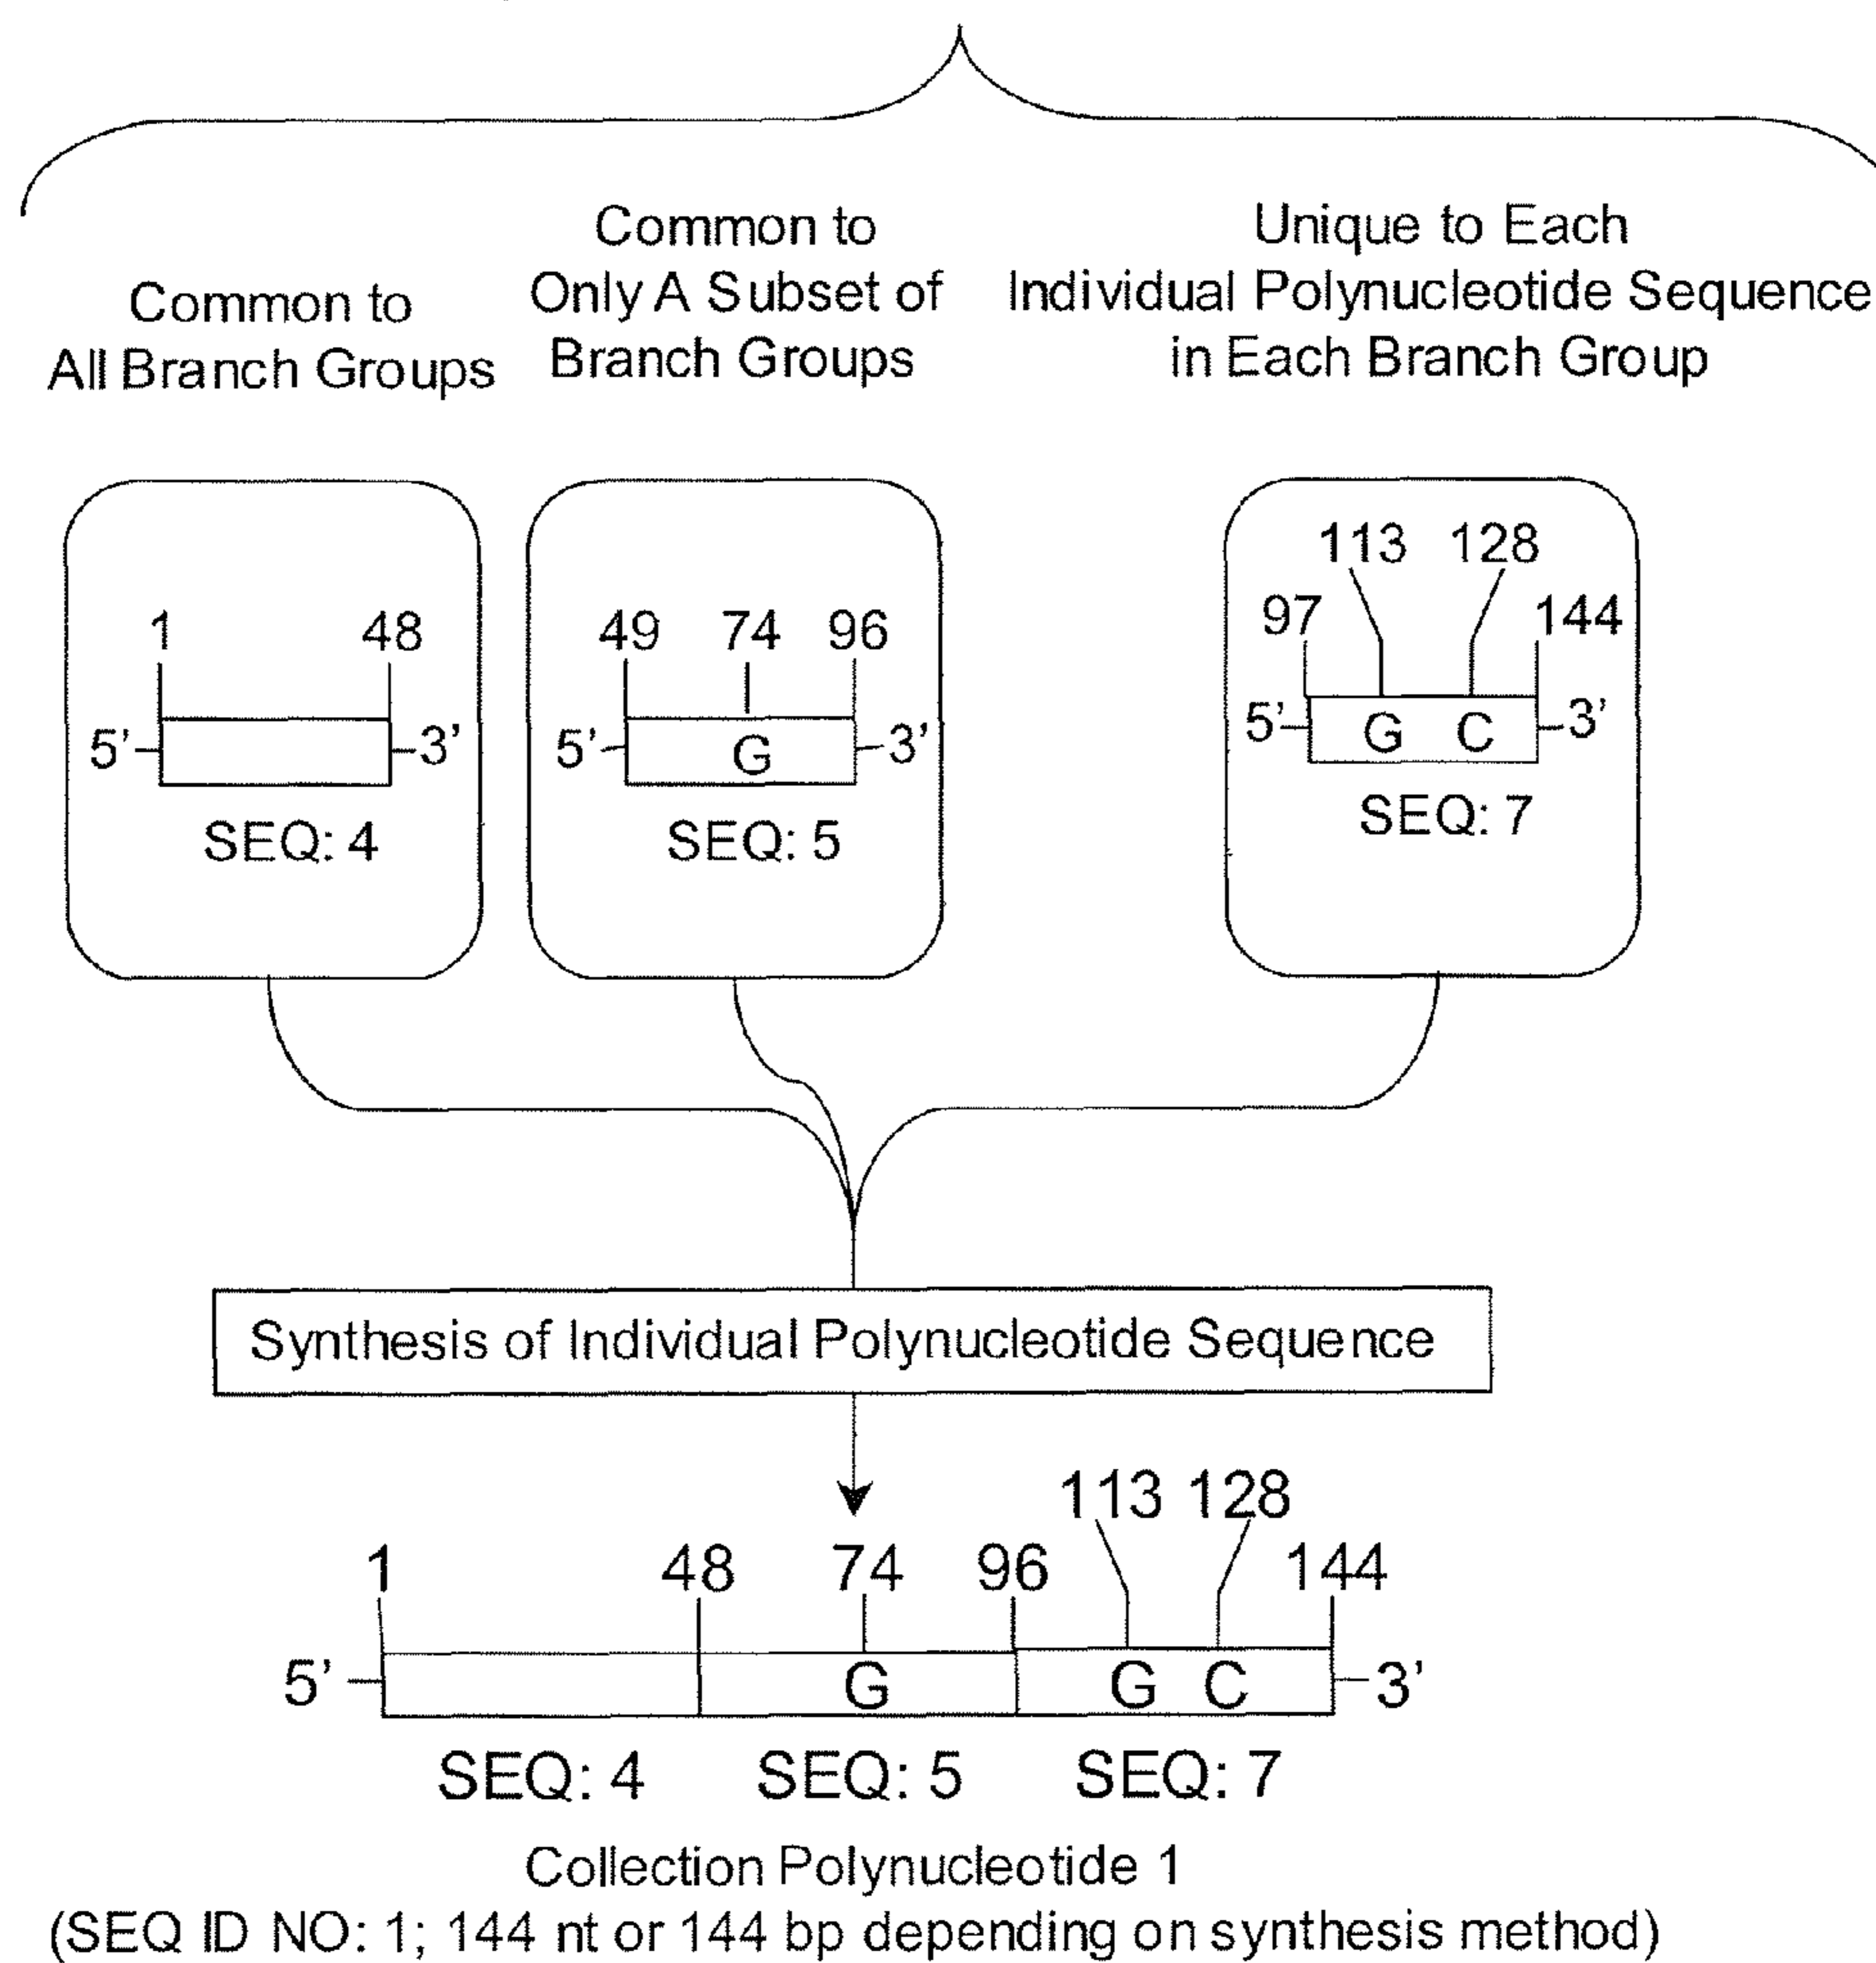 Common to
All Branch Groups
Common to
Only A Subset of
Branch Groups
Unique to Each
Individual Polynucleotide Sequence
in Each Branch Group
1 48
5’ 3’
SEQ: 4
49 74 96
5’ G 3’
SEQ: 5
113 128
97 144
5’ G C 3’
SEQ: 7
Synthesis of Individual Polynucleotide Sequence
113 128
1 48 74 96 144
5’ G G C 3’
SEQ: 4 SEQ: 5 SEQ: 7
Collection Polynucleotide 1
(SEQ ID NO: 1; 144 nt or 144 bp depending on synthesis method)